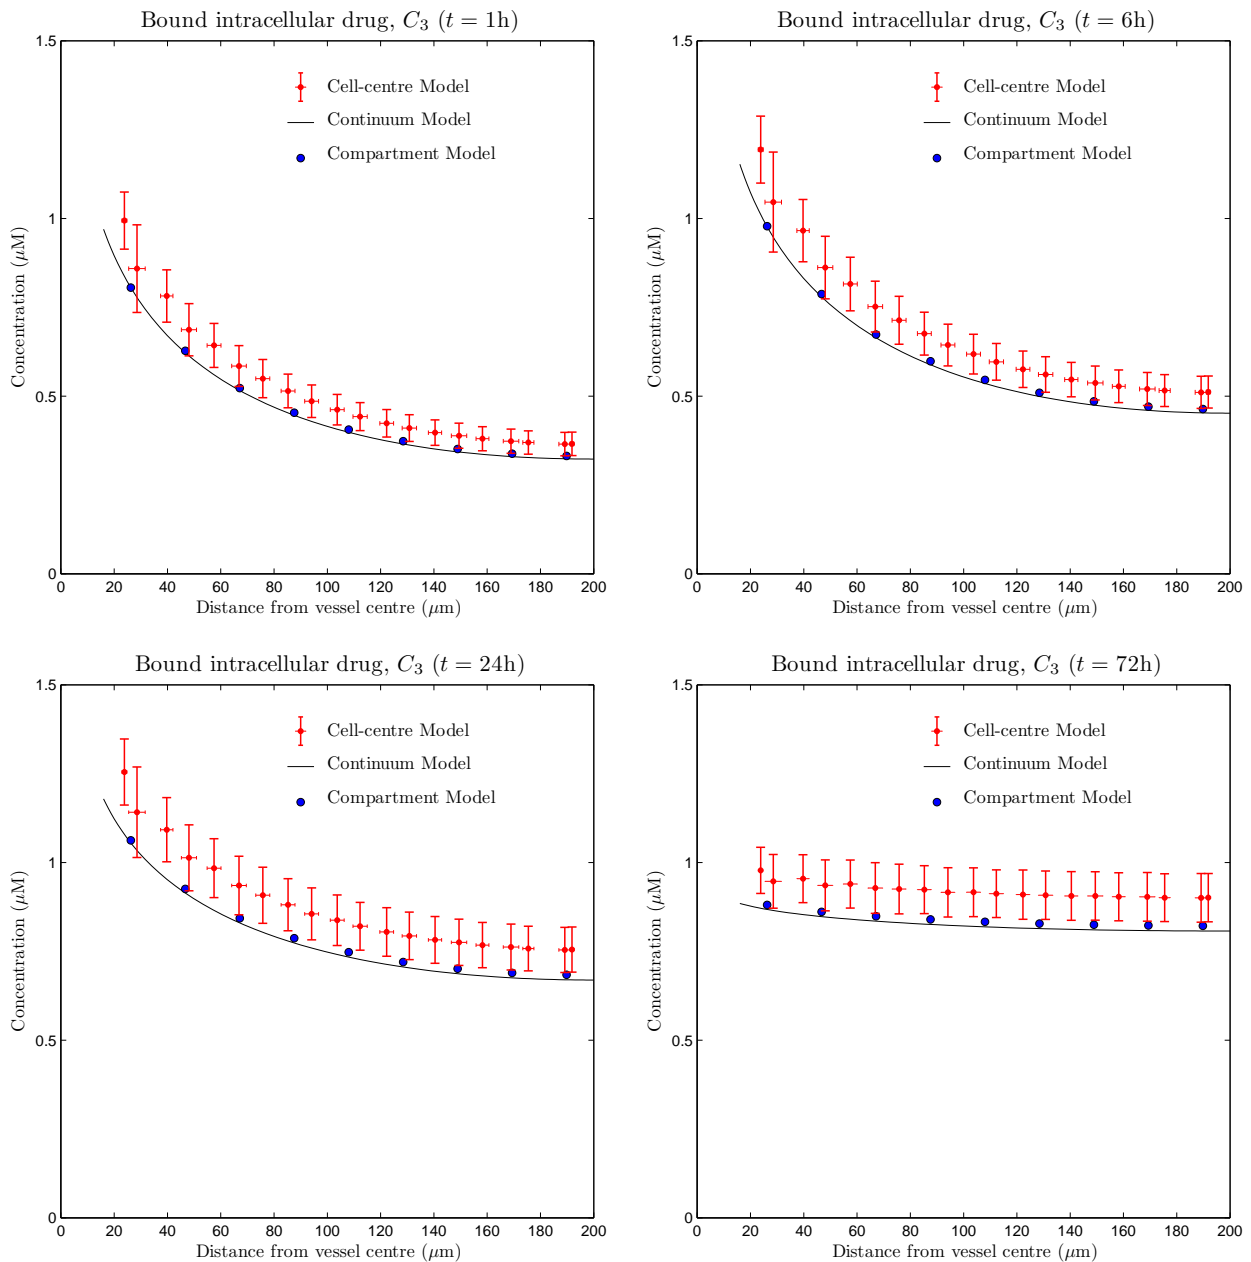 Bound intracellular drug, C₃ (t = 1h)
1.5
1
0.5
0
Concentration (μM)
Cell-centre Model
Continuum Model
Compartment Model
0 20 40 60 80 100 120 140 160 180 200
Distance from vessel centre (μm)
Bound intracellular drug, C₃ (t = 6h)
1.5
1
0.5
0
Concentration (μM)
Cell-centre Model
Continuum Model
Compartment Model
0 20 40 60 80 100 120 140 160 180 200
Distance from vessel centre (μm)
Bound intracellular drug, C₃ (t = 24h)
1.5
1
0.5
0
Concentration (μM)
Cell-centre Model
Continuum Model
Compartment Model
0 20 40 60 80 100 120 140 160 180 200
Distance from vessel centre (μm)
Bound intracellular drug, C₃ (t = 72h)
1.5
1
0.5
0
Concentration (μM)
Cell-centre Model
Continuum Model
Compartment Model
0 20 40 60 80 100 120 140 160 180 200
Distance from vessel centre (μm)